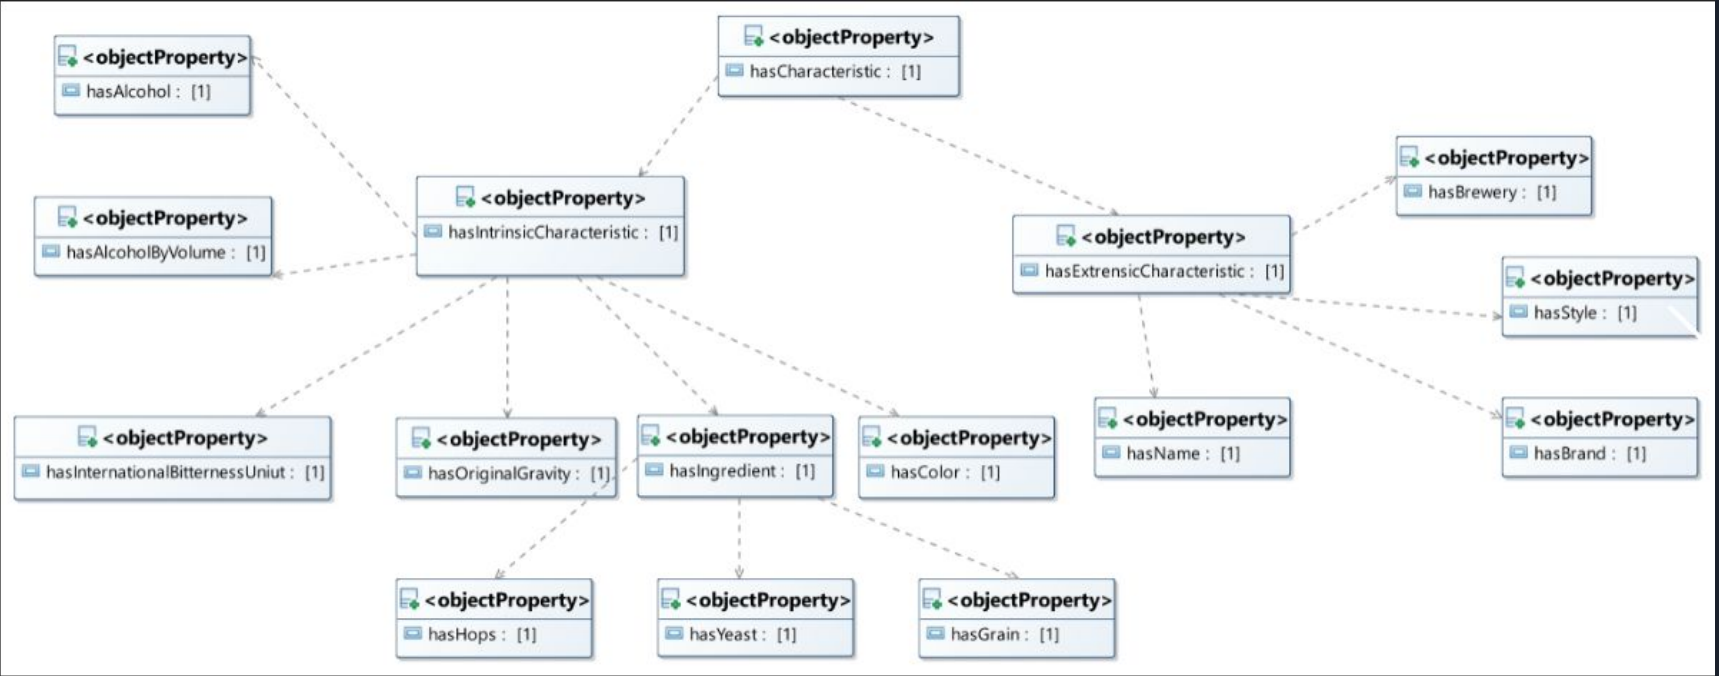 <objectProperty>
hasCharacteristic : [1]
<objectProperty>
hasAlcohol : [1]
<objectProperty>
hasBrewery : [1]
<objectProperty>
hasIntrinsicCharacteristic : [1]
<objectProperty>
hasAlcoholByVolume : [1]
<objectProperty>
hasExtrensicCharacteristic : [1]
<objectProperty>
hasStyle : [1]
<objectProperty>
hasInternationalBitternessUniut : [1]
<objectProperty>
hasOriginalGravity : [1]
<objectProperty>
hasIngredient : [1]
<objectProperty>
hasColor : [1]
<objectProperty>
hasName : [1]
<objectProperty>
hasBrand : [1]
<objectProperty>
hasHops : [1]
<objectProperty>
hasYeast : [1]
<objectProperty>
hasGrain : [1]